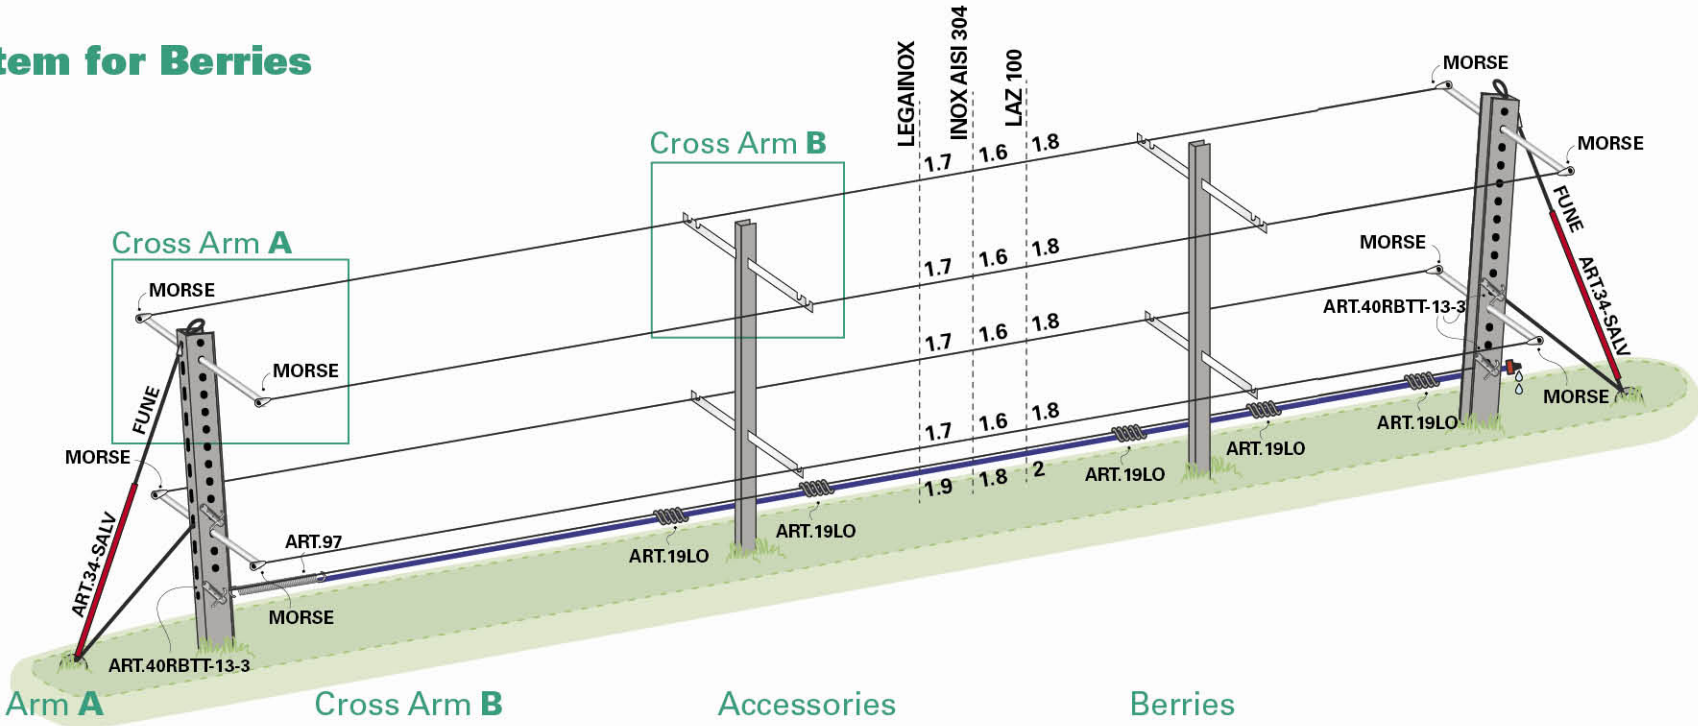 tem for Berries
LEGAINOX
INOX AISI 304
LAZ 100
MORSE
MORSE
Cross Arm B
1.7 1.6 1.8
FUNE
ART.34-SALV
Cross Arm A
MORSE
1.7 1.6 1.8
MORSE
ART.40RBTT-13-3
MORSE
1.7 1.6 1.8
FUNE
MORSE
MORSE
1.7 1.6 1.8
ART.19LO
ART.19LO
ART.19LO
1.9 1.8 2
ART.34-SALV
ART.97
ART.19LO
ART.19LO
MORSE
ART.40RBTT-13-3
Arm A
Cross Arm B
Accessories
Berries